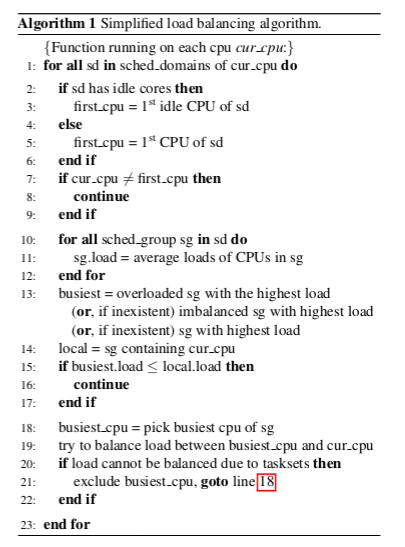 Algorithm 1 Simplified load balancing algorithm.
{Function running on each cpu cur_cpu:}
1: for all sd in sched_domains of cur_cpu do
2: if sd has idle cores then
3: first_cpu = 1st idle CPU of sd
4: else
5: first_cpu = 1st CPU of sd
6: end if
7: if cur_cpu ≠ first_cpu then
8: continue
9: end if
10: for all sched_group sg in sd do
11: sg.load = average loads of CPUs in sg
12: end for
13: busiest = overloaded sg with the highest load
(or, if inexistent) imbalanced sg with highest load
(or, if inexistent) sg with highest load
14: local = sg containing cur_cpu
15: if busiest.load ≤ local.load then
16: continue
17: end if
18: busiest_cpu = pick busiest cpu of sg
19: try to balance load between busiest_cpu and cur_cpu
20: if load cannot be balanced due to tasksets then
21: exclude busiest_cpu, goto line 18
22: end if
23: end for